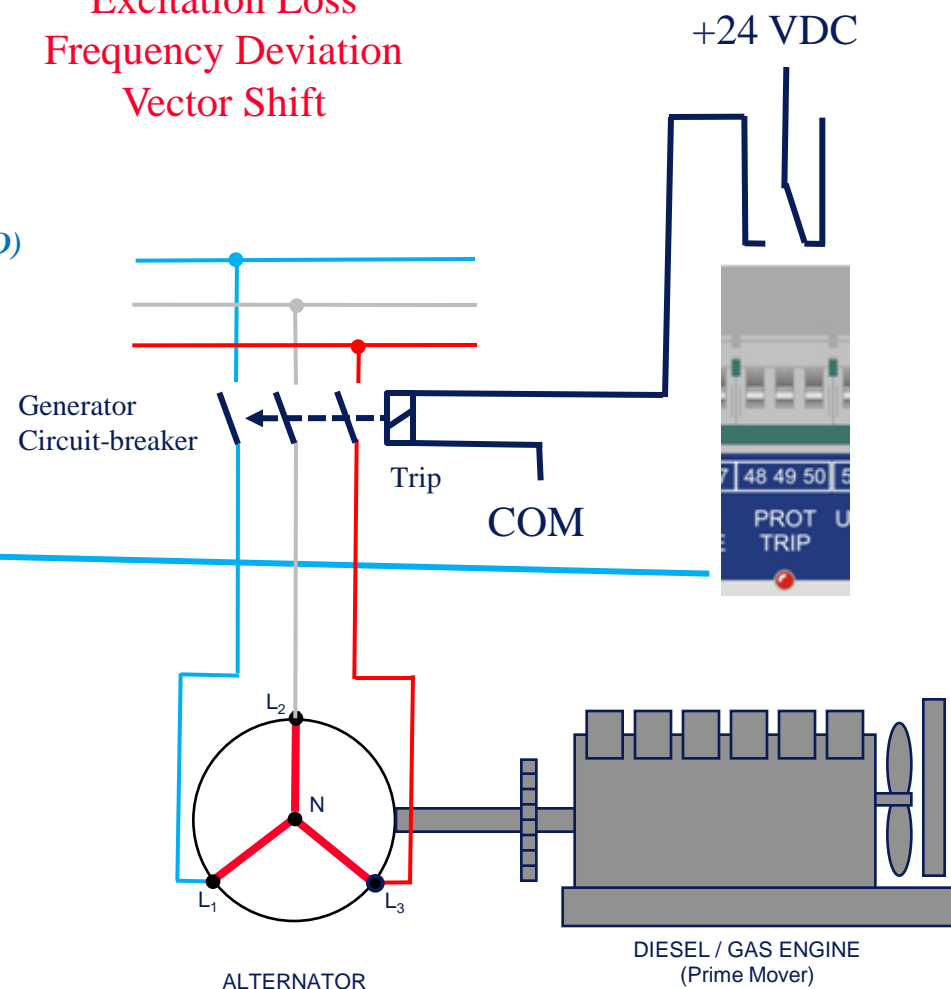 Excitation Loss
Frequency Deviation
Vector Shift
+24 VDC
Generator
Circuit-breaker
Trip
COM
48 49 50
PROT
TRIP
L₂
N
L₁
L₃
ALTERNATOR
DIESEL / GAS ENGINE
(Prime Mover)